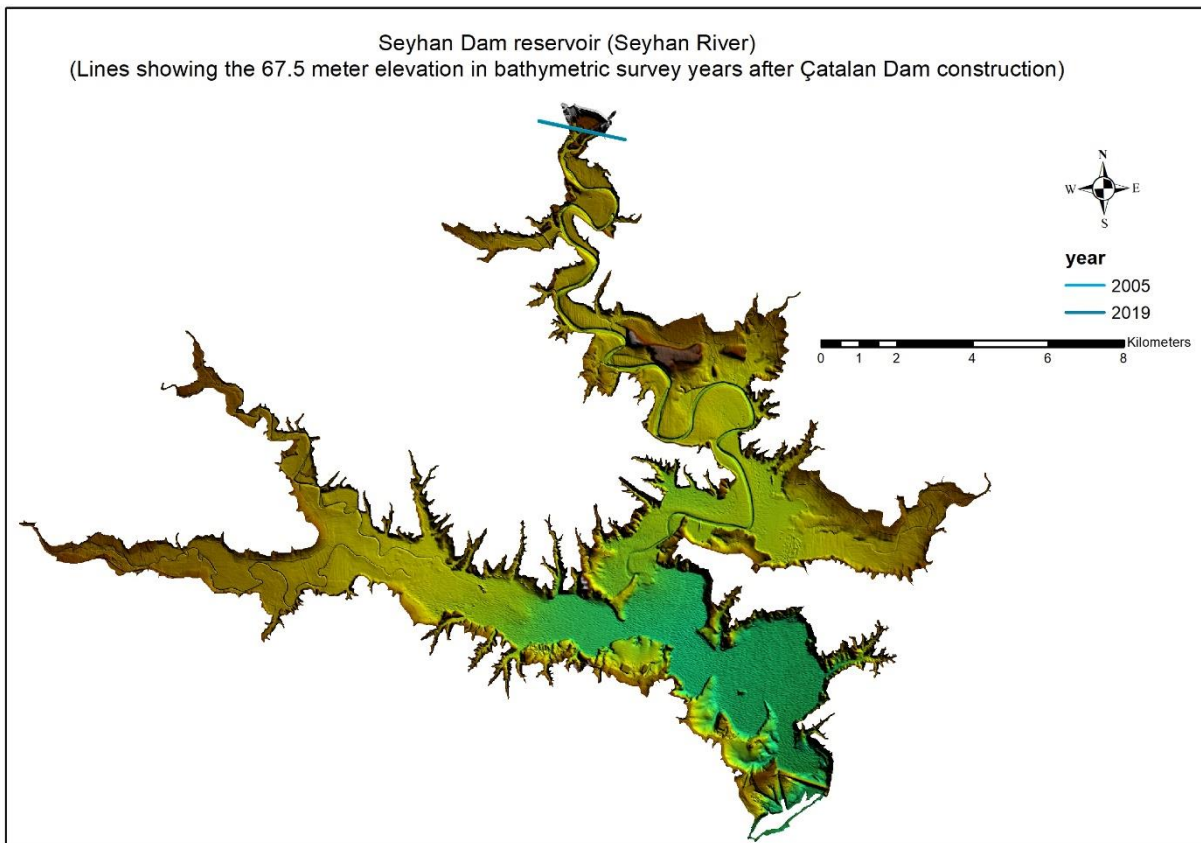 Seyhan Dam reservoir (Seyhan River)
(Lines showing the 67.5 meter elevation in bathymetric survey years after Çatalan Dam construction)
N
W E
S
year
2005
2019
Kilometers
0 1 2 4 6 8